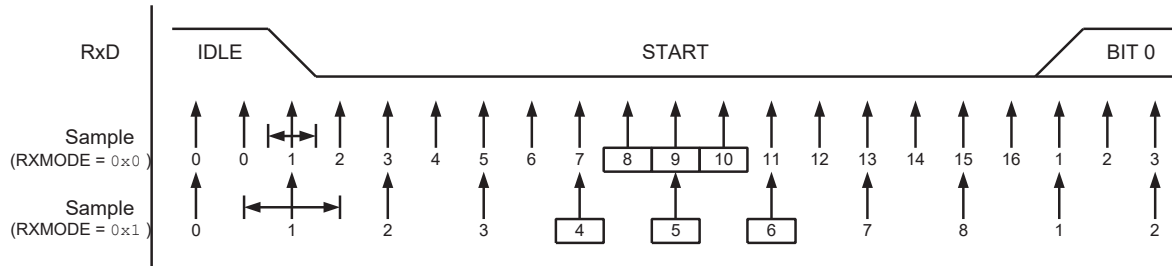 RxD IDLE START BIT 0
Sample
(RXMODE = 0x0 ) 0 0 1 2 3 4 5 6 7 8 9 10 11 12 13 14 15 16 1 2 3
Sample
(RXMODE = 0x1 ) 0 1 2 3 4 5 6 7 8 1 2